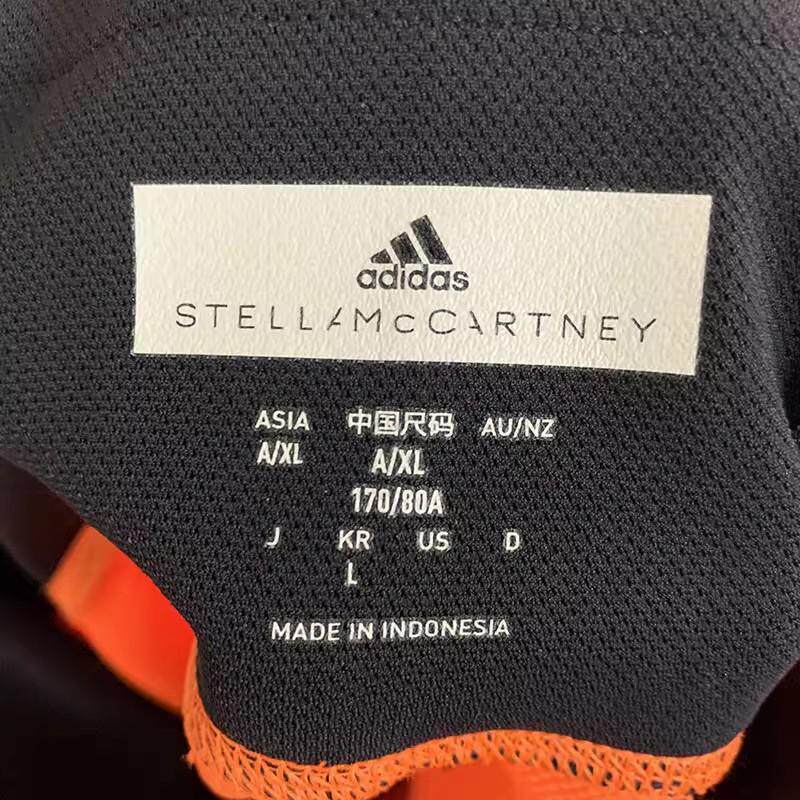 adidas
STELLAMcCARTNEY
ASIA 中国尺码 AU/NZ
A/XL A/XL
170/80A
J KR US D
L
MADE IN INDONESIA